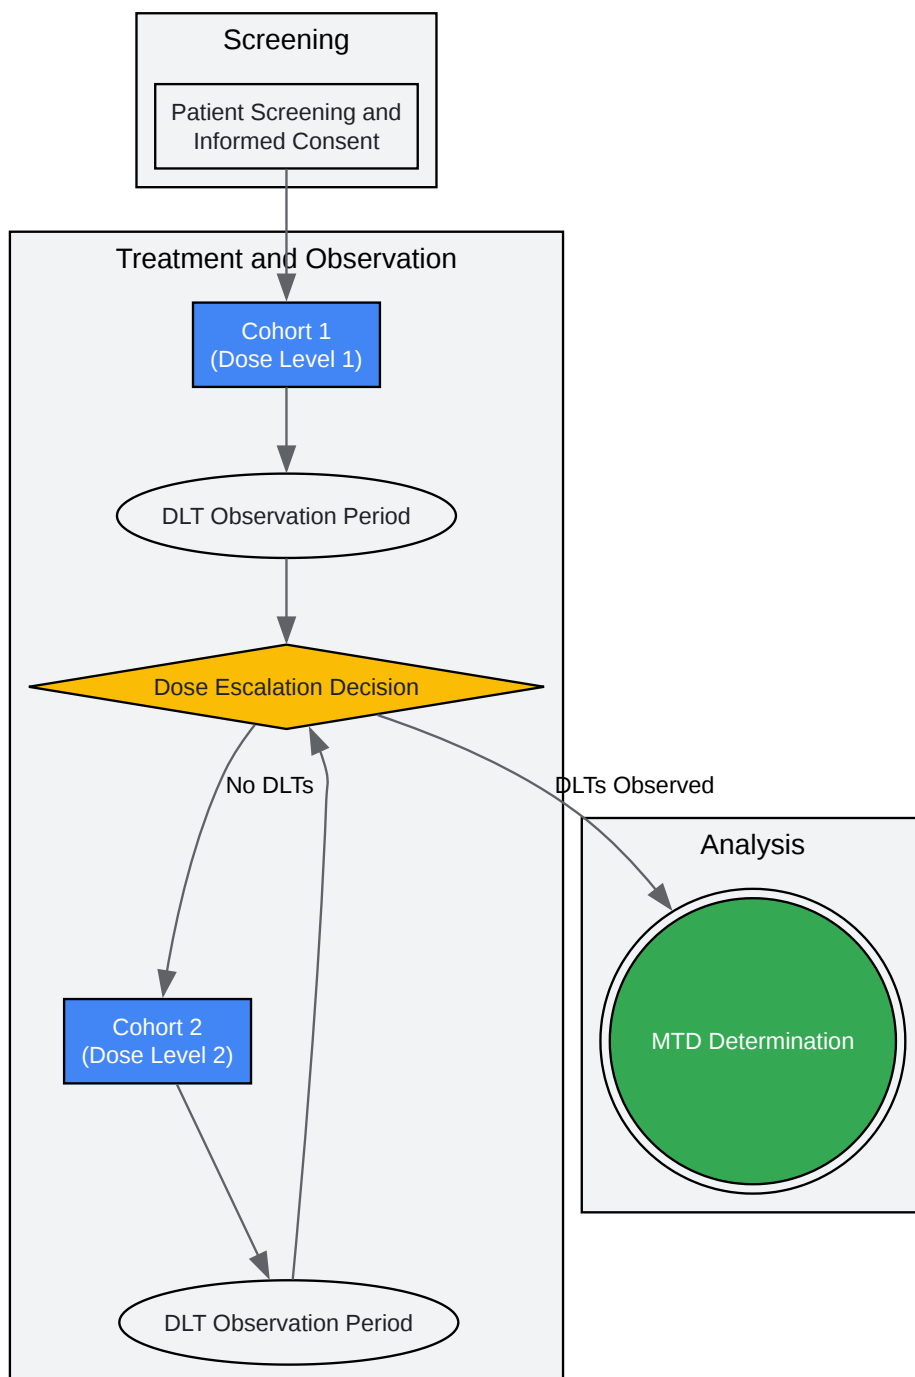 Screening
Patient Screening and
Informed Consent
Treatment and Observation
Cohort 1
(Dose Level 1)
DLT Observation Period
Dose Escalation Decision
No DLTs
DLTs Observed
Analysis
MTD Determination
Cohort 2
(Dose Level 2)
DLT Observation Period